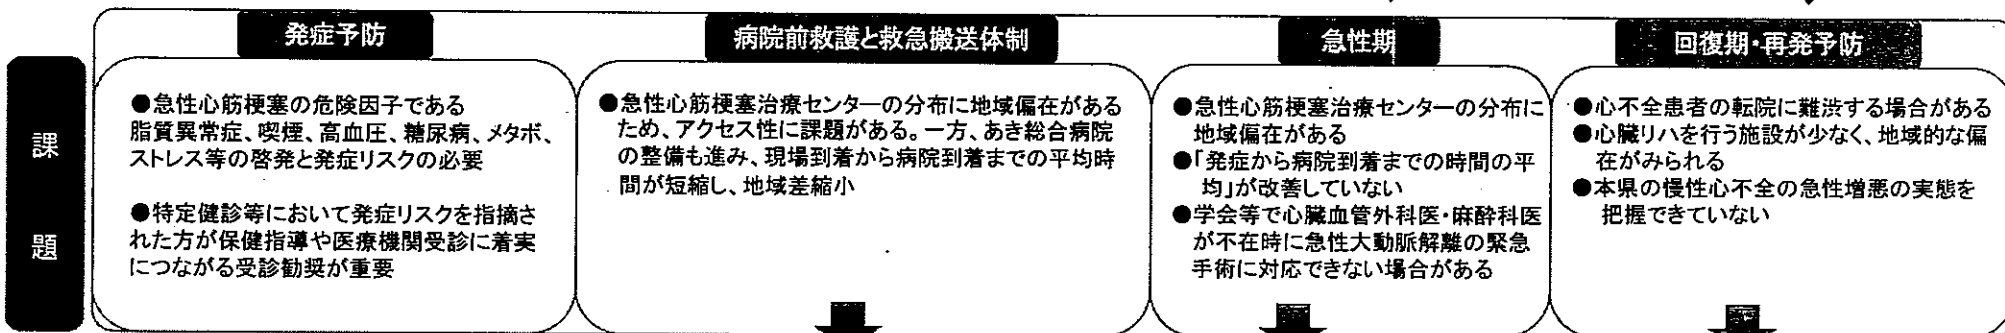 課題
発症予防
●急性心筋梗塞の危険因子である
脂質異常症、喫煙、高血圧、糖尿病、メタボ、
ストレス等の啓発と発症リスクの必要
●特定健診等において発症リスクを指摘さ
れた方が保健指導や医療機関受診に着実
につながる受診勧奨が重要
病院前救護と救急搬送体制
●急性心筋梗塞治療センターの分布に地域偏在がある
ため、アクセス性に課題がある。一方、あき総合病院
の整備も進み、現場到着から病院到着までの平均時
間が短縮し、地域差縮小
急性期
●急性心筋梗塞治療センターの分布に
地域偏在がある
●「発症から病院到着までの時間の平
均」が改善していない
●学会等で心臓血管外科医・麻酔科医
が不在時に急性大動脈解離の緊急
手術に対応できない場合がある
回復期・再発予防
●心不全患者の転院に難渋する場合がある
●心臓リハを行う施設が少なく、地域的な偏
在がみられる
●本県の慢性心不全の急性増悪の実態を
把握できていない